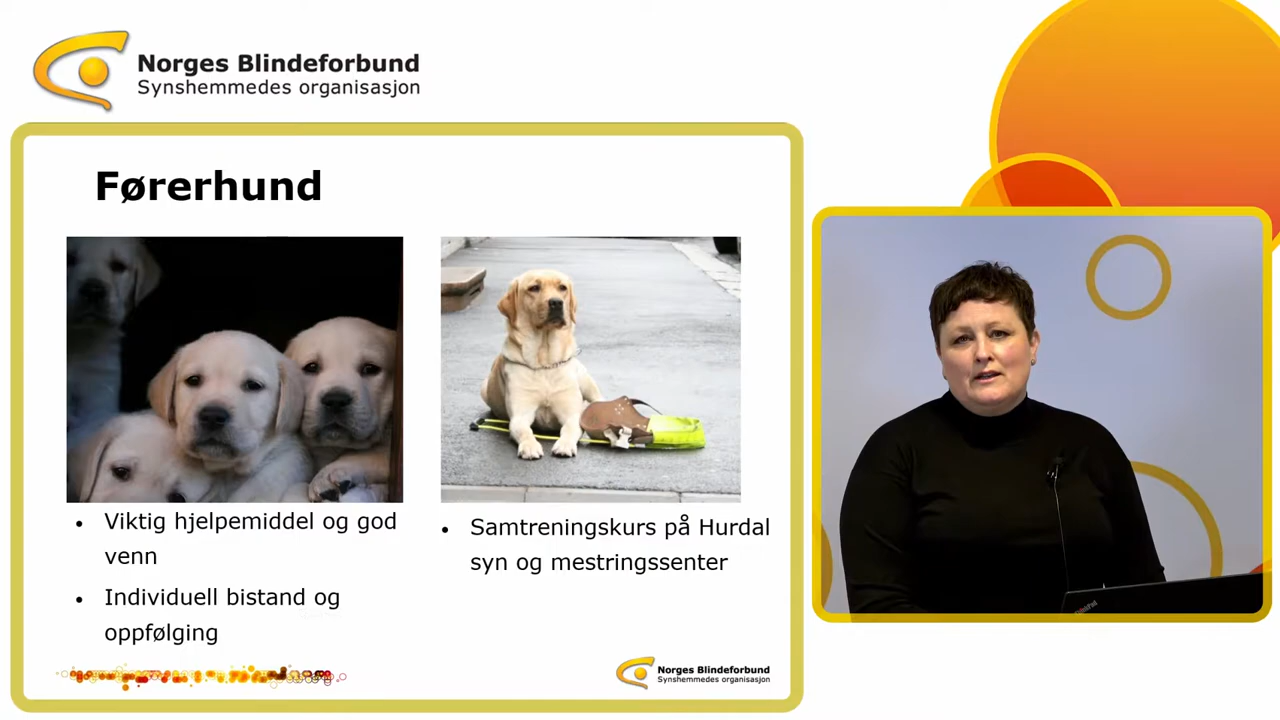 Norges Blindeforbund
Synshemmedes organisasjon
Førerhund
• Viktig hjelpemiddel og god
venn
• Individuell bistand og
oppfølging
• Samtreningskurs på Hurdal
syn og mestringssenter
Norges Blindeforbund
Synshemmedes organisasjon
ThinkPad